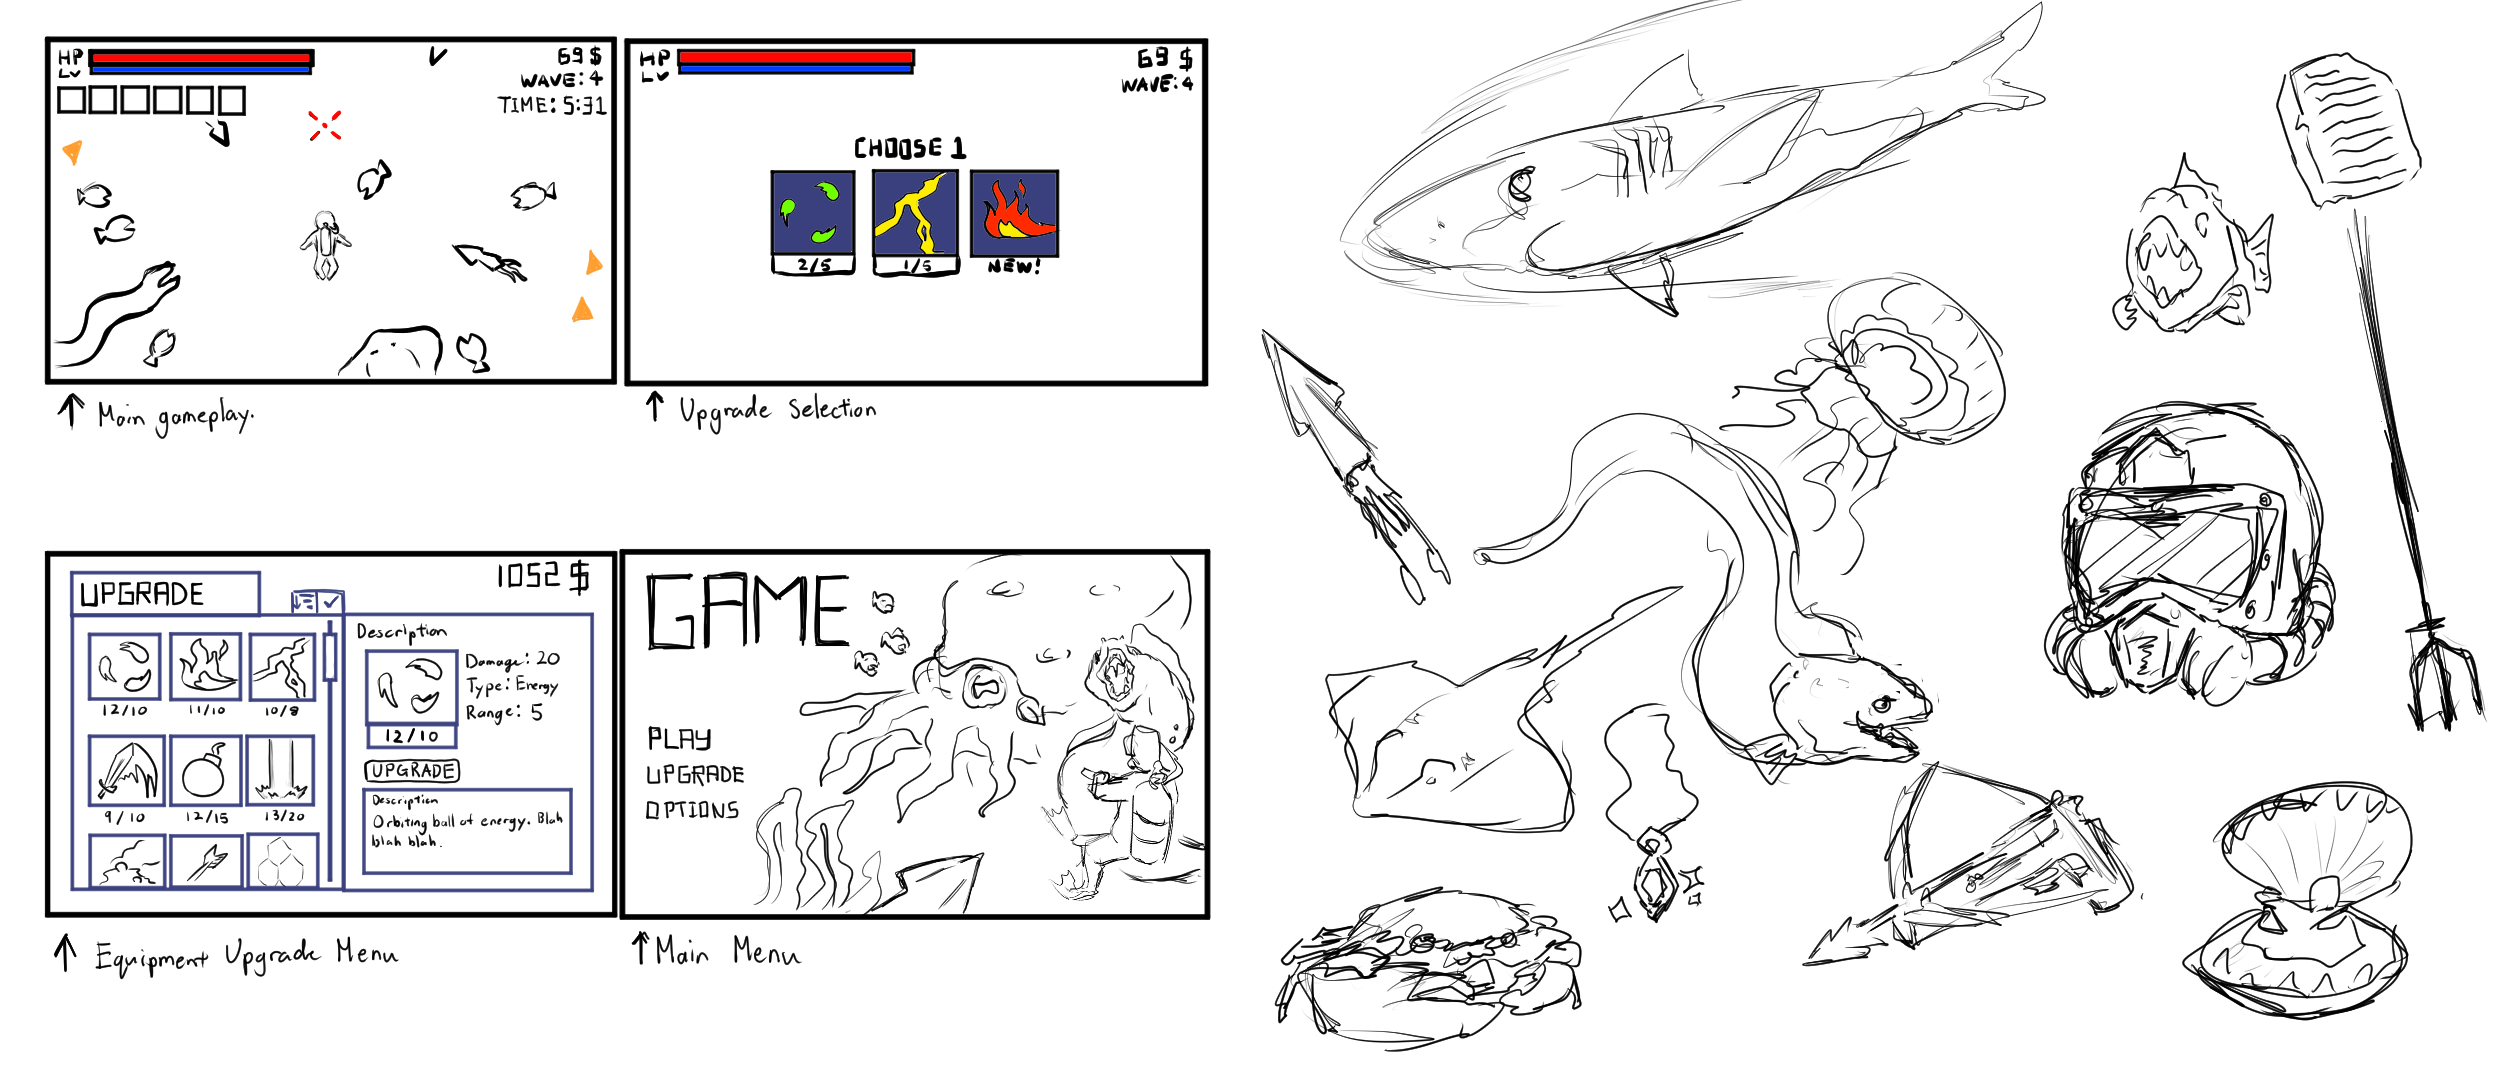 HP
LV
69 $
WAVE: 4
TIME: 5:31
↑ Main gameplay.
HP
LV
69 $
WAVE: 4
CHOOSE 1
2/5
1/5
NEW!
↑ Upgrade Selection
UPGRADE
1052 $
12/10
11/10
10/8
9/10
12/15
13/20
Description
Damage: 20
Type: Energy
Range: 5
12/10
UPGRADE
Description
Orbiting ball of energy. Blah
blah blah.
↑ Equipment Upgrade Menu
GAME
PLAY
UPGRADE
OPTIONS
↑ Main Menu